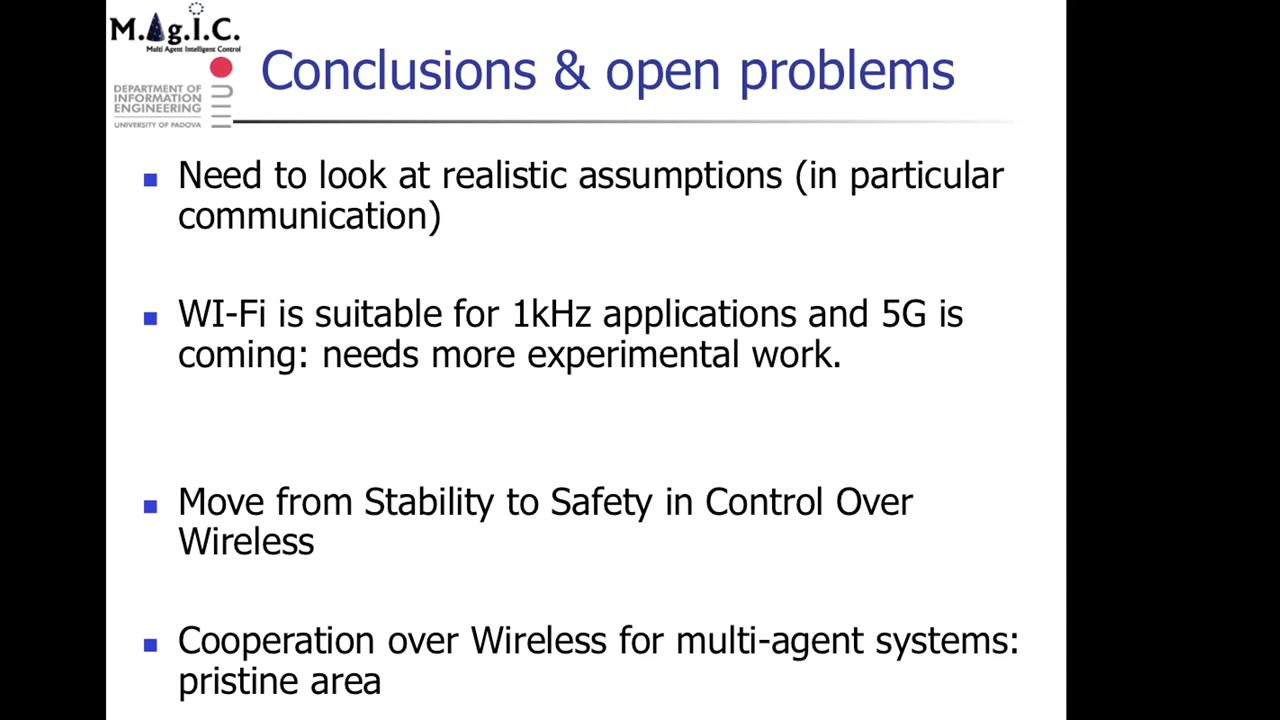 M.AgI.C.
Multi Agent Intelligent Control
DEPARTMENT OF
INFORMATION
ENGINEERING
UNIVERSITY OF PADOVA
Conclusions & open problems
Need to look at realistic assumptions (in particular
communication)
WI-Fi is suitable for 1kHz applications and 5G is
coming: needs more experimental work.
Move from Stability to Safety in Control Over
Wireless
Cooperation over Wireless for multi-agent systems:
pristine area